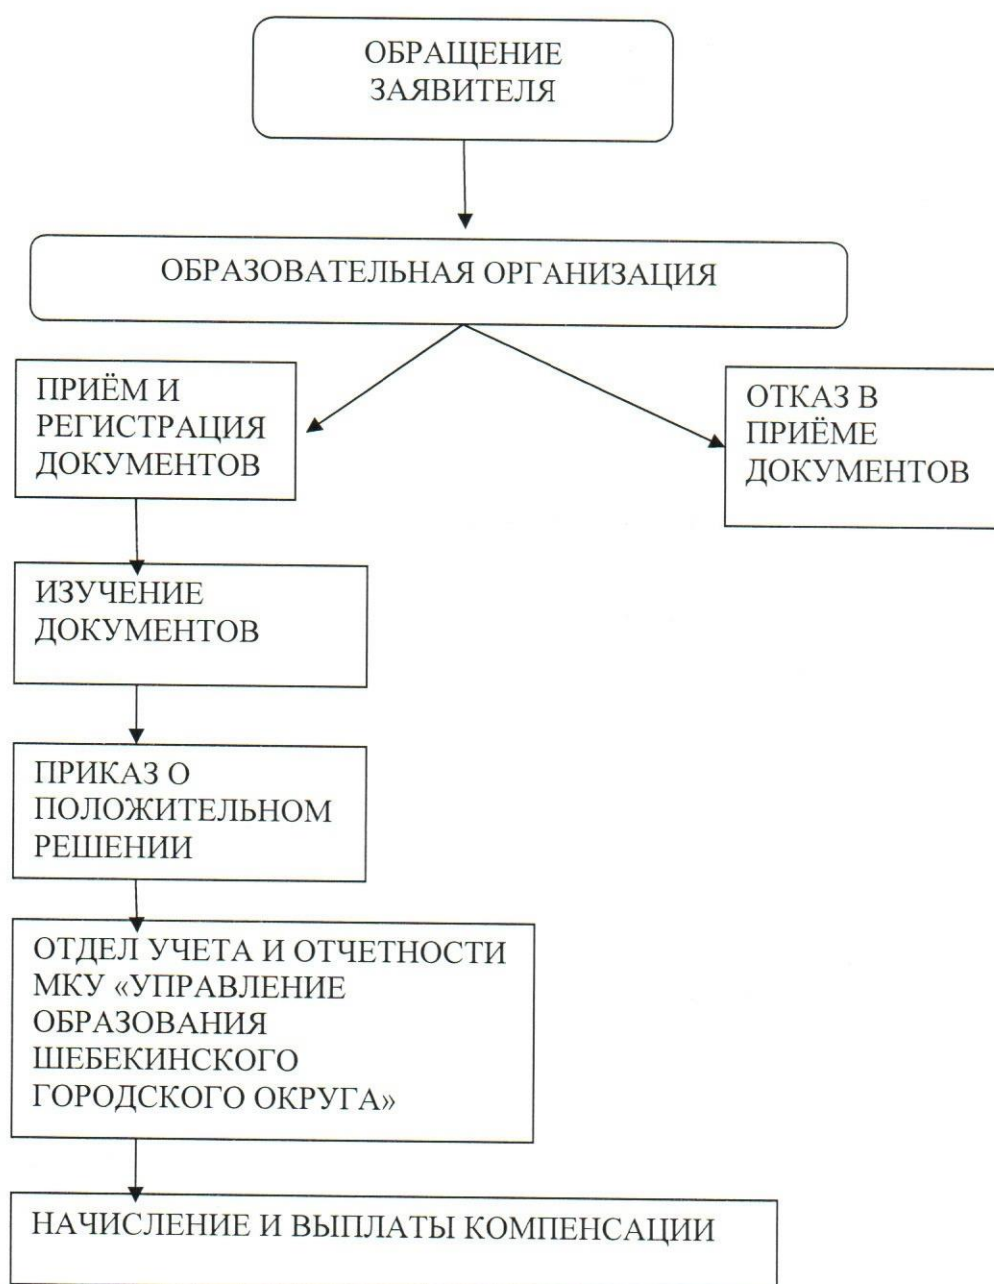 ОБРАЩЕНИЕ
ЗАЯВИТЕЛЯ
ОБРАЗОВАТЕЛЬНАЯ ОРГАНИЗАЦИЯ
ПРИЁМ И
РЕГИСТРАЦИЯ
ДОКУМЕНТОВ
ОТКАЗ В
ПРИЁМЕ
ДОКУМЕНТОВ
ИЗУЧЕНИЕ
ДОКУМЕНТОВ
ПРИКАЗ О
ПОЛОЖИТЕЛЬНОМ
РЕШЕНИИ
ОТДЕЛ УЧЕТА И ОТЧЕТНОСТИ
МКУ «УПРАВЛЕНИЕ
ОБРАЗОВАНИЯ
ШЕБЕКИНСКОГО
ГОРОДСКОГО ОКРУГА»
НАЧИСЛЕНИЕ И ВЫПЛАТЫ КОМПЕНСАЦИИ